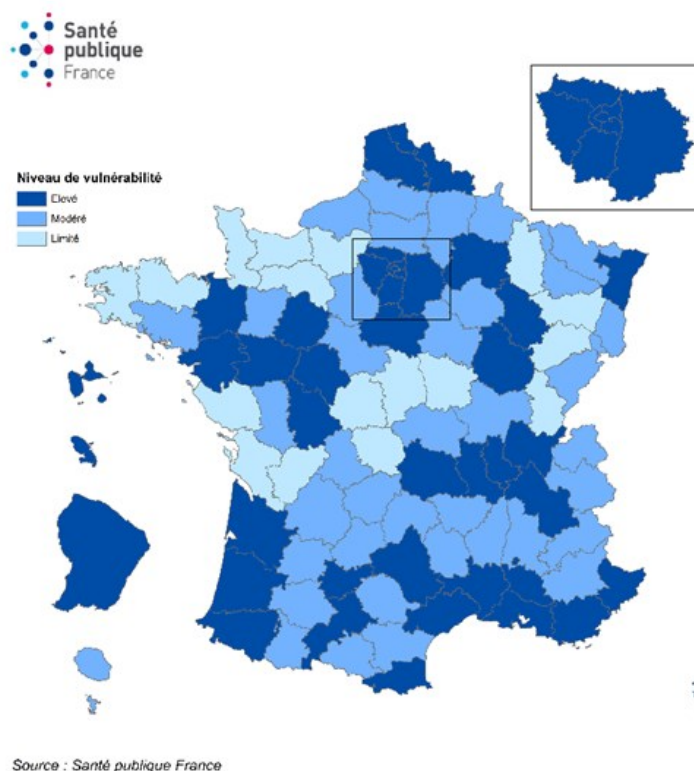 Santé
publique
France
Niveau de vulnérabilité
Elevé
Modéré
Limité
Source : Santé publique France